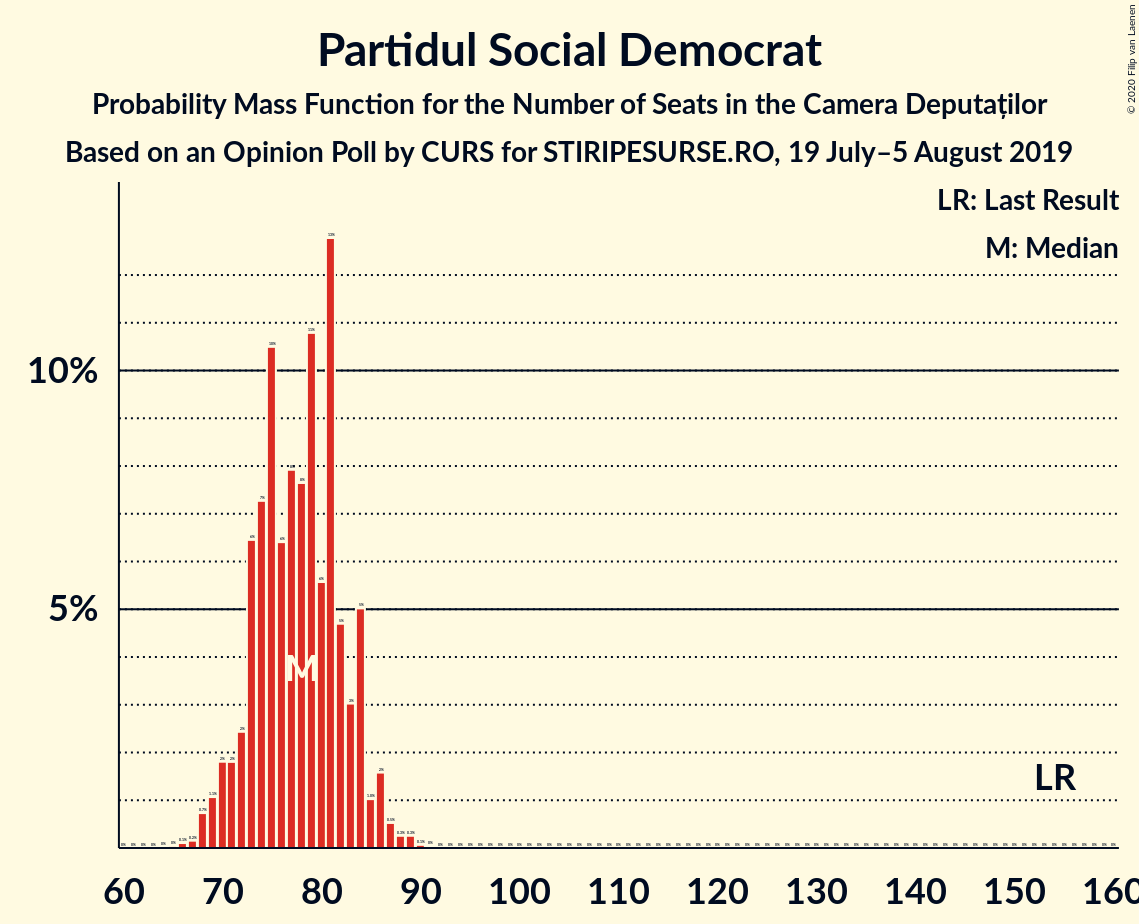 Partidul Social Democrat
Probability Mass Function for the Number of Seats in the Camera Deputaților
Based on an Opinion Poll by CURS for STIRIPESURSE.RO, 19 July–5 August 2019
© 2020 Filip van Laenen
LR: Last Result
M: Median
10%
5%
M
LR
60 70 80 90 100 110 120 130 140 150 160